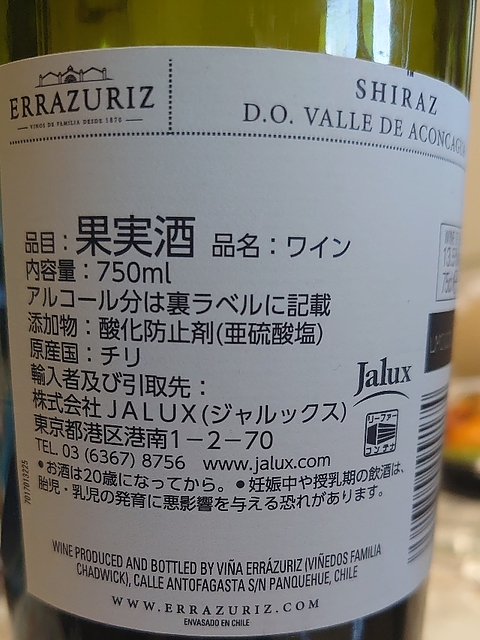 ERRAZURIZ
VINOS DE FAMILIA DESDE 1870
SHIRAZ
D.O. VALLE DE ACONCAGUA
品目：果実酒 品名：ワイン
内容量：750ml
アルコール分は裏ラベルに記載
添加物：酸化防止剤(亜硫酸塩)
原産国：チリ
輸入者及び引取先：
株式会社JALUX(ジャルックス)
東京都港区港南1－2－70
TEL. 03 (6367) 8756 www.jalux.com
●お酒は20歳になってから。●妊娠中や授乳期の飲酒は、
胎児・乳児の発育に悪影響を与える恐れがあります。
Jalux
リーファー
コンテナ
7017013225
WINE PRODUCED AND BOTTLED BY VIÑA ERRÁZURIZ (VIÑEDOS FAMILIA
CHADWICK), CALLE ANTOFAGASTA S/N PANQUEHUE, CHILE
WWW.ERRAZURIZ.COM
ENVASADO EN CHILE